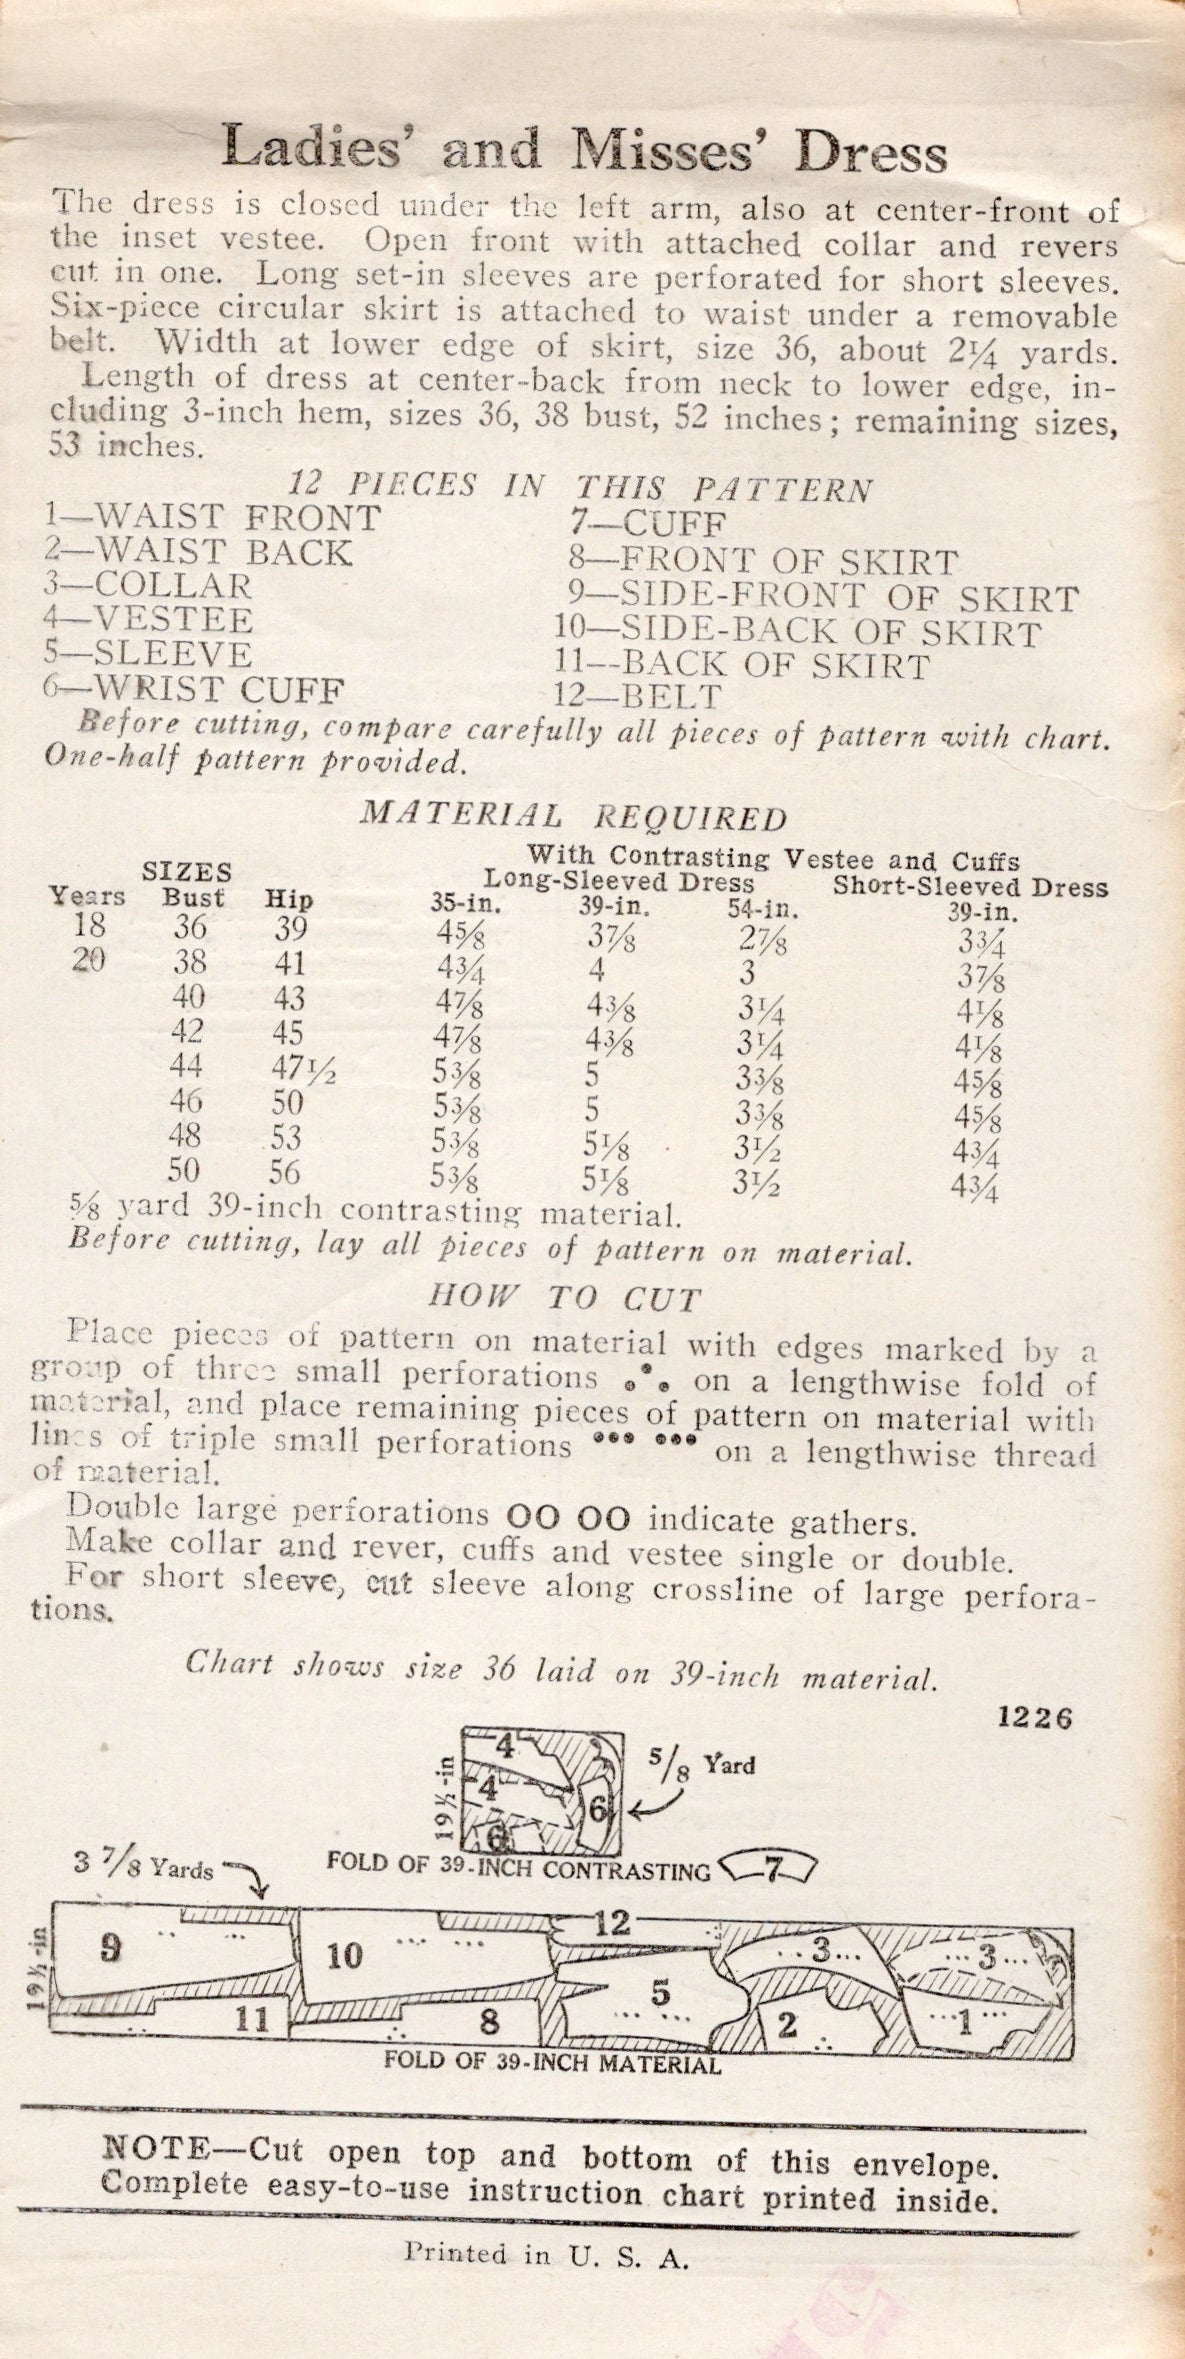 Ladies' and Misses' Dress
The dress is closed under the left arm, also at center-front of
the inset vestee. Open front with attached collar and revers
cut in one. Long set-in sleeves are perforated for short sleeves.
Six-piece circular skirt is attached to waist under a removable
belt. Width at lower edge of skirt, size 36, about 2¼ yards.
Length of dress at center-back from neck to lower edge, in-
cluding 3-inch hem, sizes 36, 38 bust, 52 inches; remaining sizes,
53 inches.
12 PIECES IN THIS PATTERN
1—WAIST FRONT
2—WAIST BACK
3—COLLAR
4—VESTEE
5—SLEEVE
6—WRIST CUFF
7—CUFF
8—FRONT OF SKIRT
9—SIDE-FRONT OF SKIRT
10—SIDE-BACK OF SKIRT
11—BACK OF SKIRT
12—BELT
Before cutting, compare carefully all pieces of pattern with chart.
One-half pattern provided.
MATERIAL REQUIRED
With Contrasting Vestee and Cuffs
SIZES Long-Sleeved Dress Short-Sleeved Dress
Years Bust Hip 35-in. 39-in. 54-in. 39-in.
18 36 39 4⅝ 3⅞ 2⅞ 3¾
20 38 41 4¾ 4 3 3⅞
40 43 4⅞ 4⅜ 3¼ 4⅛
42 45 4⅞ 4⅜ 3¼ 4⅛
44 47½ 5⅜ 5 3⅜ 4⅝
46 50 5⅜ 5 3⅜ 4⅝
48 53 5⅜ 5⅛ 3½ 4¾
50 56 5⅜ 5⅛ 3½ 4¾
⅝ yard 39-inch contrasting material.
Before cutting, lay all pieces of pattern on material.
HOW TO CUT
Place pieces of pattern on material with edges marked by a
group of three small perforations ●●● on a lengthwise fold of
material, and place remaining pieces of pattern on material with
lines of triple small perforations ●●● ●●● on a lengthwise thread
of material.
Double large perforations OO OO indicate gathers.
Make collar and rever, cuffs and vestee single or double.
For short sleeve, cut sleeve along crossline of large perfora-
tions.
Chart shows size 36 laid on 39-inch material.
1226
4
4
6
6
19½-in
5/8 Yard
FOLD OF 39-INCH CONTRASTING
7
3 7/8 Yards
19½-in
9
10
12
3
3
11
8
5
2
1
FOLD OF 39-INCH MATERIAL
NOTE—Cut open top and bottom of this envelope.
Complete easy-to-use instruction chart printed inside.
Printed in U. S. A.